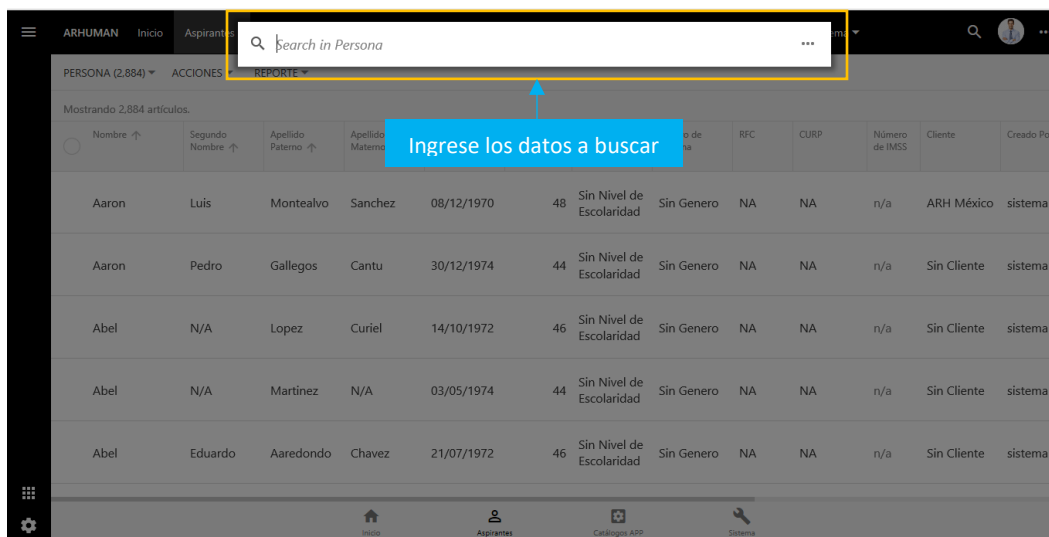 ARHUMAN Inicio Aspirantes
Search in Persona
PERSONA (2,884) ACCIONES REPORTE
Mostrando 2,884 artículos.
Ingrese los datos a buscar
Nombre Segundo Nombre Apellido Paterno Apellido Materno RFC CURP Número de IMSS Cliente Creado Po
Aaron Luis Montealvo Sanchez 08/12/1970 48 Sin Nivel de Escolaridad Sin Genero NA NA n/a ARH México sistema
Aaron Pedro Gallegos Cantu 30/12/1974 44 Sin Nivel de Escolaridad Sin Genero NA NA n/a Sin Cliente sistema
Abel N/A Lopez Curiel 14/10/1972 46 Sin Nivel de Escolaridad Sin Genero NA NA n/a Sin Cliente sistema
Abel N/A Martinez N/A 03/05/1974 44 Sin Nivel de Escolaridad Sin Genero NA NA n/a Sin Cliente sistema
Abel Eduardo Aaredondo Chavez 21/07/1972 46 Sin Nivel de Escolaridad Sin Genero NA NA n/a Sin Cliente sistema
Inicio Aspirantes Catálogos APP Sistema